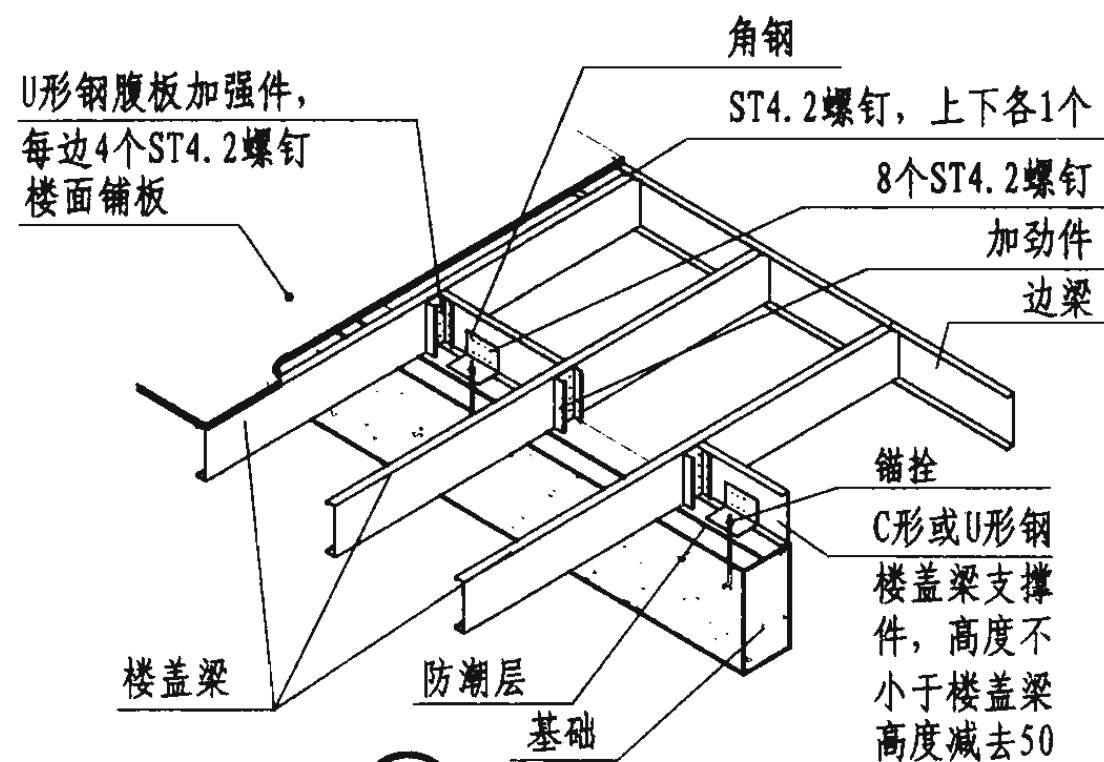 角钢
U形钢腹板加强件，
每边4个ST4.2螺钉
楼面铺板
ST4.2螺钉，上下各1个
8个ST4.2螺钉
加劲件
边梁
锚拴
C形或U形钢
楼盖梁支撑
件，高度不
小于楼盖梁
高度减去50
楼盖梁
防潮层
基础